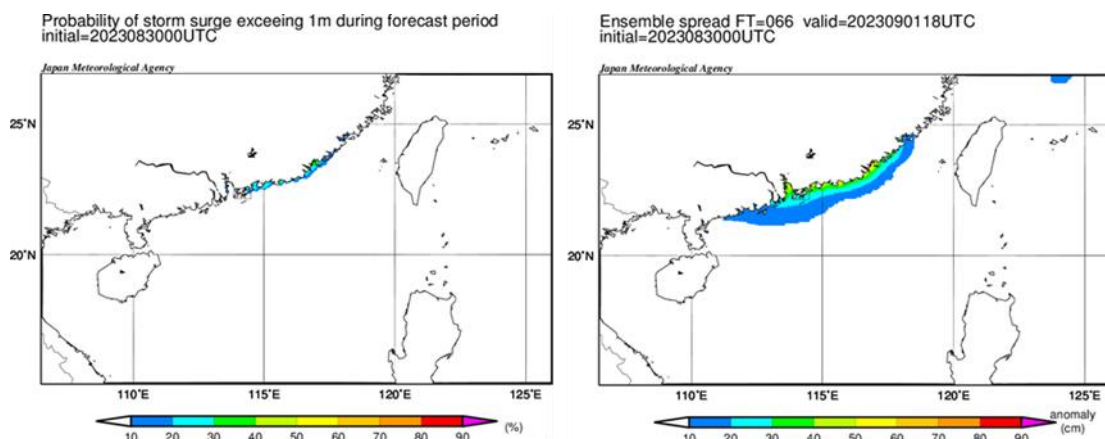 Probability of storm surge exceeing 1m during forecast period
initial=2023083000UTC
Japan Meteorological Agency
25°N
20°N
110°E
115°E
120°E
125°E
10 20 30 40 50 60 70 80 90
(%)
Ensemble spread FT=066 valid=2023090118UTC
initial=2023083000UTC
Japan Meteorological Agency
25°N
20°N
110°E
115°E
120°E
125°E
10 20 30 40 50 60 70 80 90
anomaly
(cm)